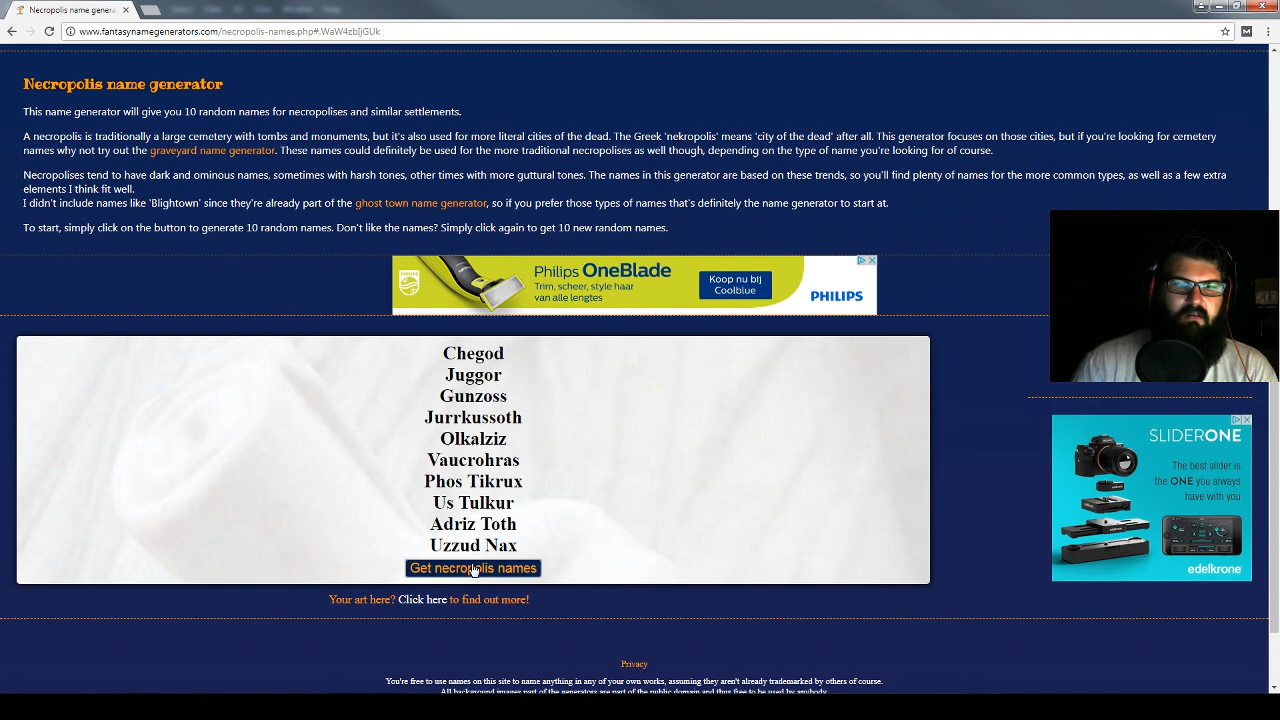 Necropolis name genera
www.fantasynamegenerators.com/necropolis-names.php#.WaW4zbIjGUk
Necropolis name generator
This name generator will give you 10 random names for necropolises and similar settlements.
A necropolis is traditionally a large cemetery with tombs and monuments, but it's also used for more literal cities of the dead. The Greek 'nekropolis' means 'city of the dead' after all. This generator focuses on those cities, but if you're looking for cemetery
names why not try out the graveyard name generator. These names could definitely be used for the more traditional necropolises as well though, depending on the type of name you're looking for of course.
Necropolises tend to have dark and ominous names, sometimes with harsh tones, other times with more guttural tones. The names in this generator are based on these trends, so you'll find plenty of names for the more common types, as well as a few extra
elements I think fit well.
I didn't include names like 'Blightown' since they're already part of the ghost town name generator, so if you prefer those types of names that's definitely the name generator to start at.
To start, simply click on the button to generate 10 random names. Don't like the names? Simply click again to get 10 new random names.
PHILIPS
Philips OneBlade
Trim, scheer, style haar
van alle lengtes
Koop nu bij
Coolblue
PHILIPS
Chegod
Juggor
Gunzoss
Jurrkussoth
Olkalziz
Vaucrohras
Phos Tikrux
Us Tulkur
Adriz Toth
Uzzud Nax
Get necropolis names
Your art here? Click here to find out more!
SLIDERONE
The best slider is
the ONE you always
have with you
edelkrone
Privacy
You're free to use names on this site to name anything in any of your own works, assuming they aren't already trademarked by others of course.
All background images part of the generators are part of the public domain and thus free to be used by anybody.